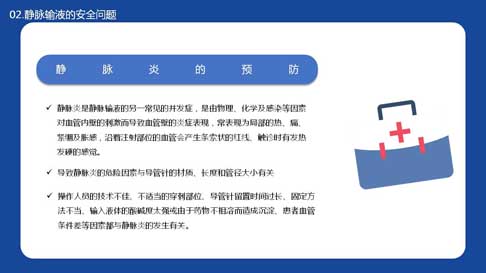 02.静脉输液的安全问题
静脉炎的预防
✓ 静脉炎是静脉输液的另一常见的并发症，是由物理、化学及感染等因素
对血管内壁的刺激而导致血管壁的炎症表现，常表现为局部的热、痛、
紧绷及胀感，沿着注射部位的血管会产生条索状的红线，触诊时有发热
发硬的感觉。
✓ 导致静脉炎的危险因素与导管针的材质、长度和管径大小有关
✓ 操作人员的技术不佳、不适当的穿刺部位、导管针留置时间过长、固定方
法不当、输入液体的酸碱度太强或由于药物不相溶而造成沉淀、患者血管
条件差等因素都与静脉炎的发生有关。